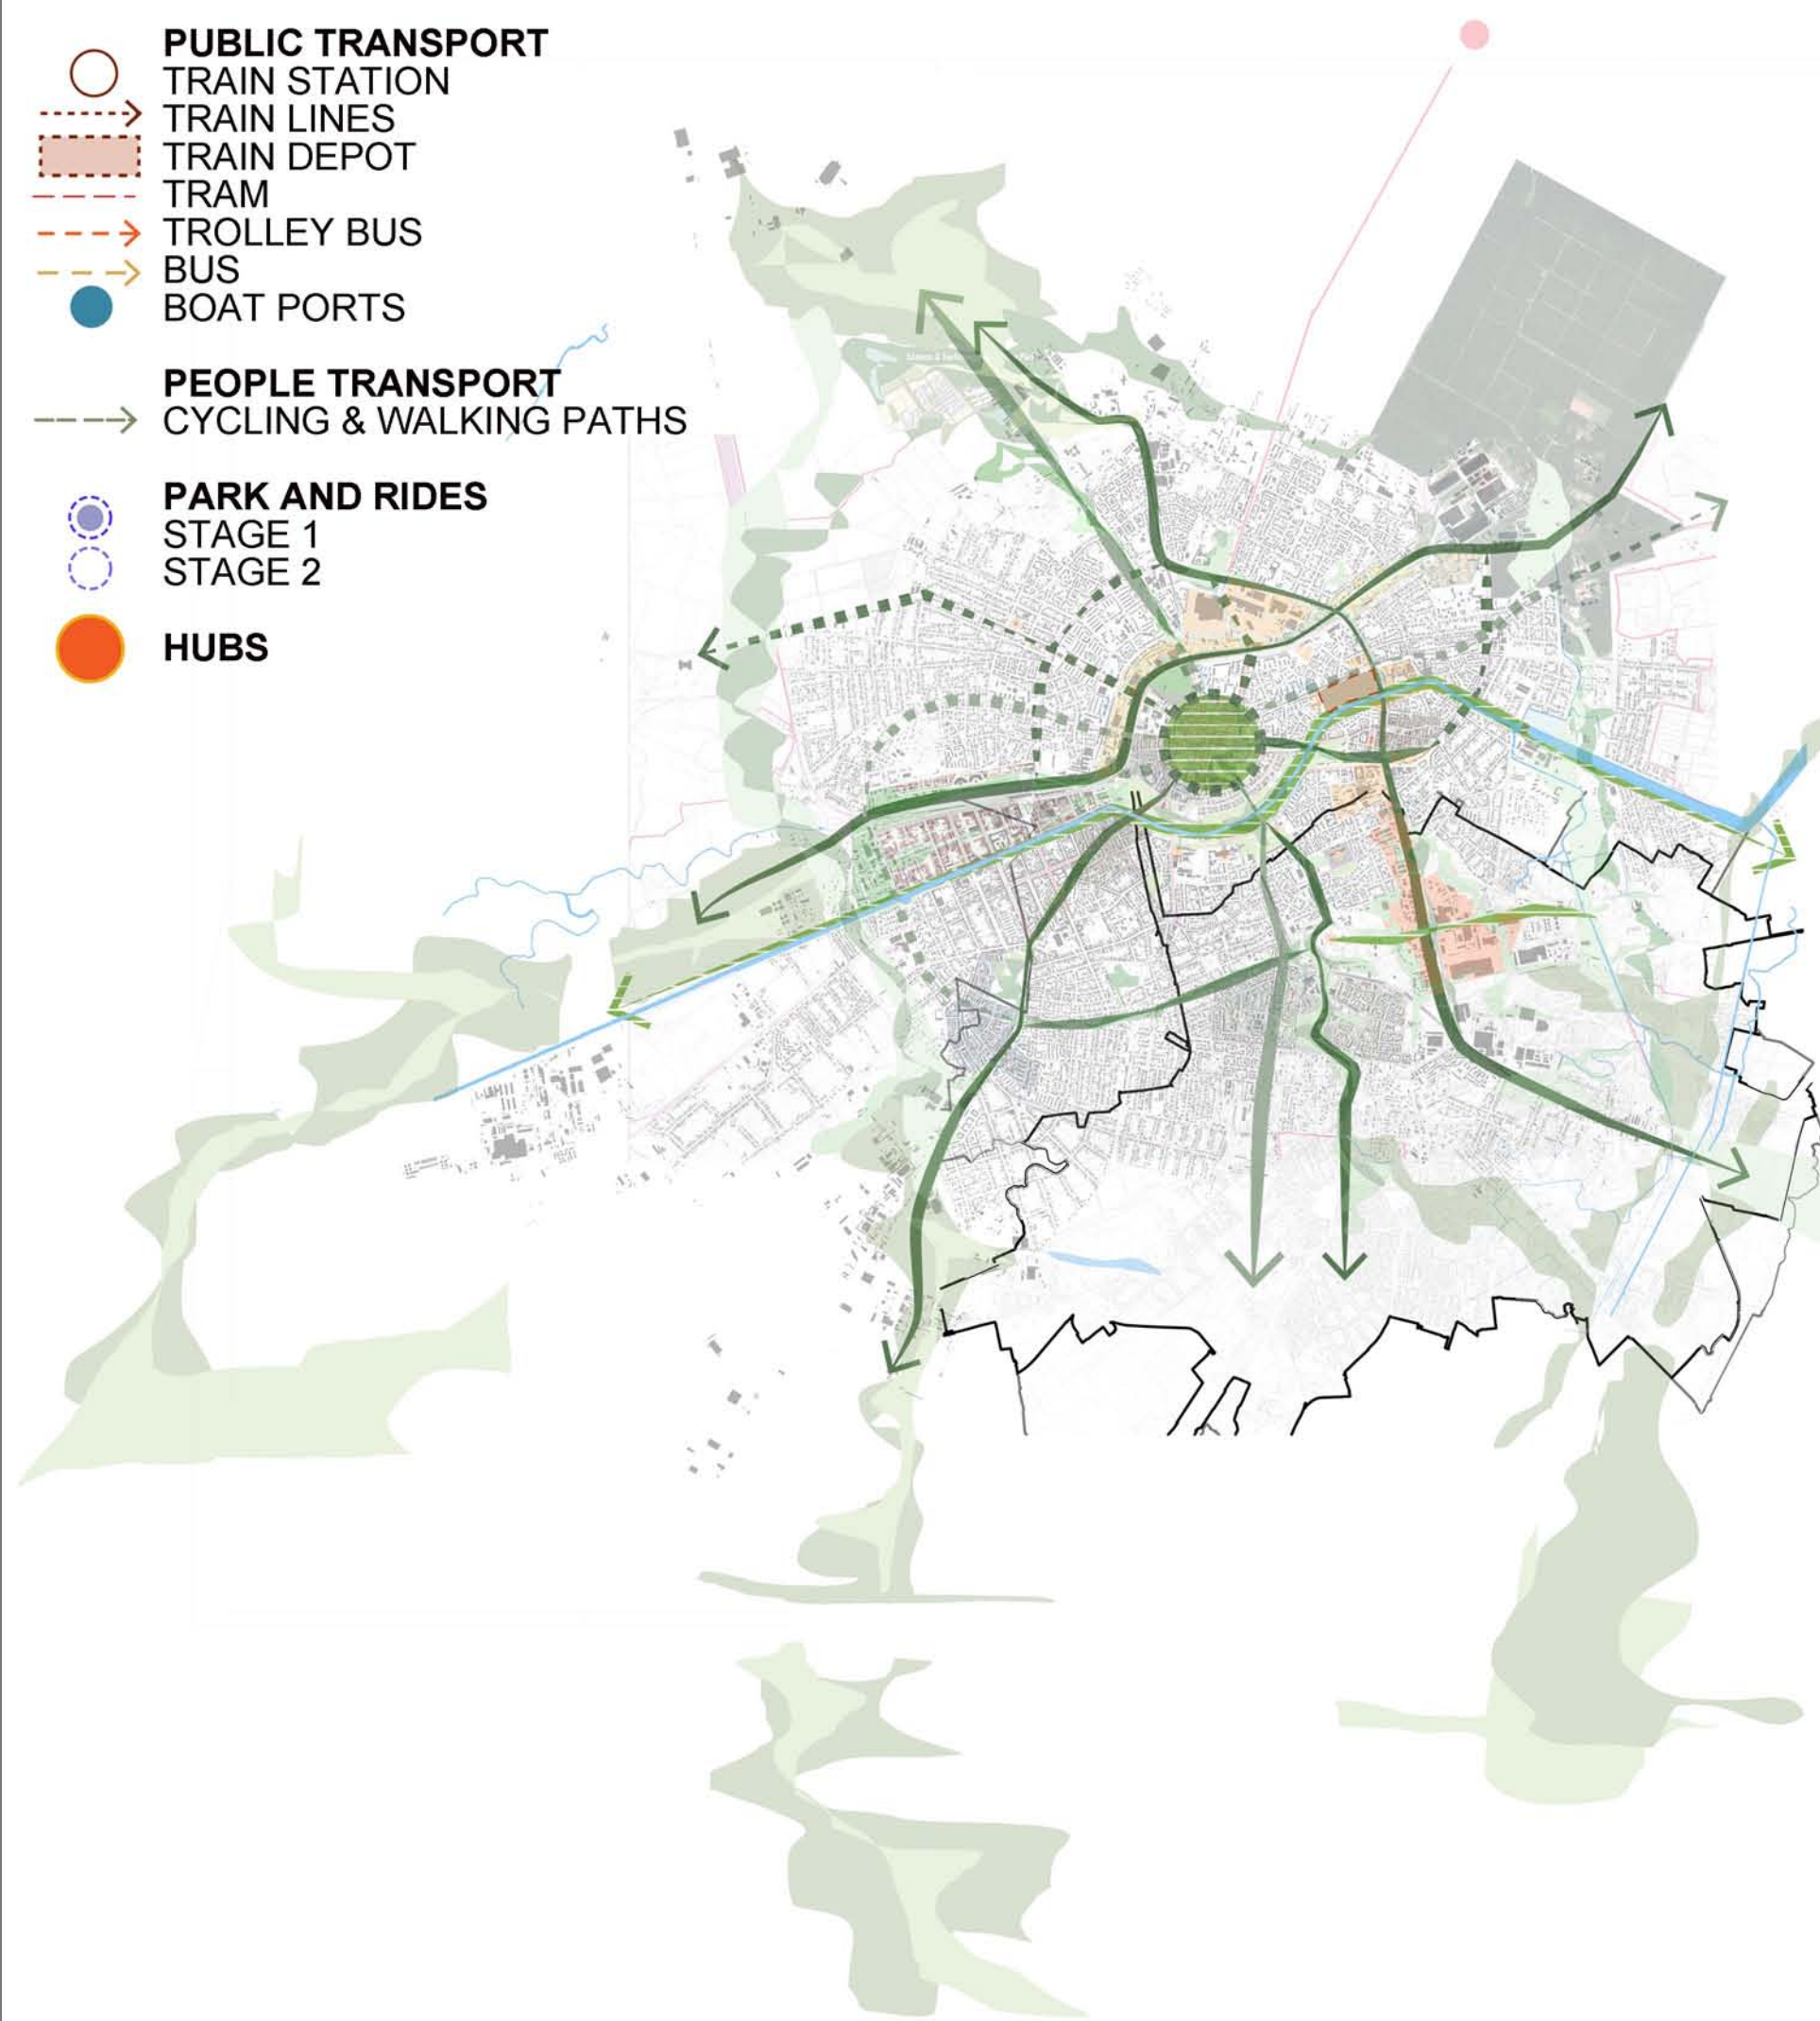 PUBLIC TRANSPORT
TRAIN STATION
TRAIN LINES
TRAIN DEPOT
TRAM
TROLLEY BUS
BUS
BOAT PORTS
PEOPLE TRANSPORT
CYCLING & WALKING PATHS
PARK AND RIDES
STAGE 1
STAGE 2
HUBS